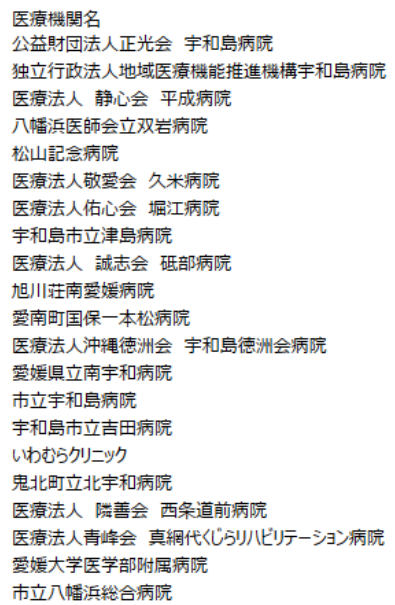 医療機関名
公益財団法人正光会　宇和島病院
独立行政法人地域医療機能推進機構宇和島病院
医療法人　静心会　平成病院
八幡浜医師会立双岩病院
松山記念病院
医療法人敬愛会　久米病院
医療法人佑心会　堀江病院
宇和島市立津島病院
医療法人　誠志会　砥部病院
旭川荘南愛媛病院
愛南町国保一本松病院
医療法人沖縄徳洲会　宇和島徳洲会病院
愛媛県立南宇和病院
市立宇和島病院
宇和島市立吉田病院
いわむらクリニック
鬼北町立北宇和病院
医療法人　隣善会　西条道前病院
医療法人青峰会　真網代くじらリハビリテーション病院
愛媛大学医学部附属病院
市立八幡浜総合病院